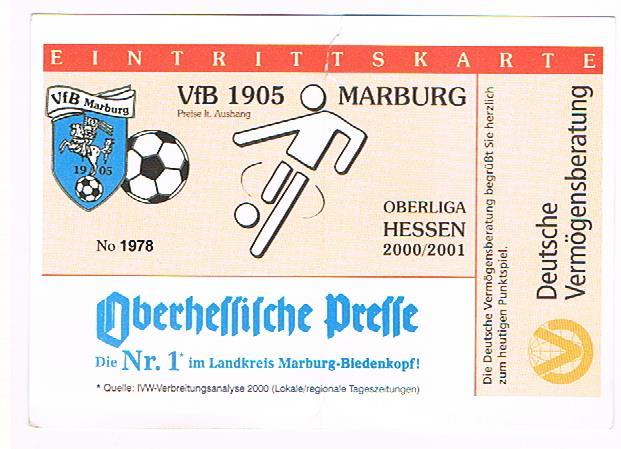 EINTRITTSKARTE
VfB Marburg
1905
VfB 1905 MARBURG
Preise lt. Aushang
OBERLIGA
HESSEN
2000/2001
No 1978
Oberhessische Presse
Die Nr. 1* im Landkreis Marburg-Biedenkopf!
* Quelle: IVW-Verbreitungsanalyse 2000 (Lokale/regionale Tageszeitungen)
Die Deutsche Vermögensberatung begrüßt Sie herzlich
zum heutigen Punktspiel.
Deutsche
Vermögensberatung